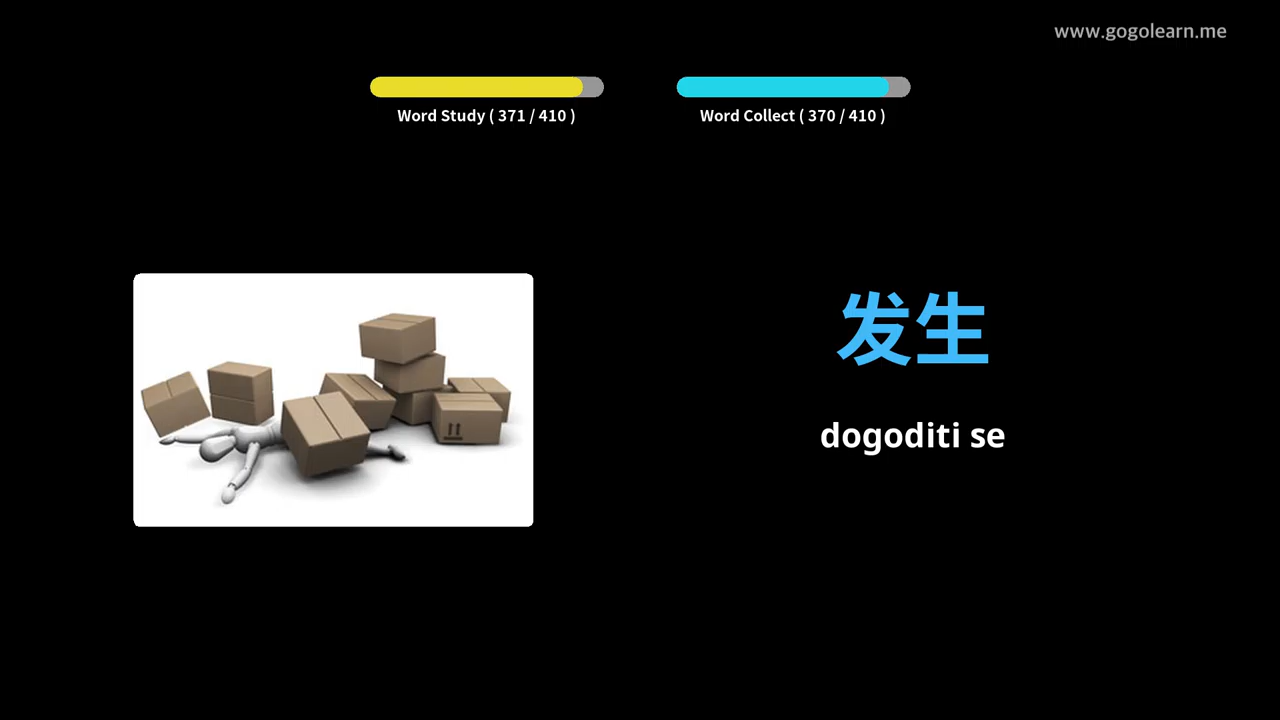 www.gogolearn.me
Word Study ( 371 / 410 )
Word Collect ( 370 / 410 )
发生
dogoditi se